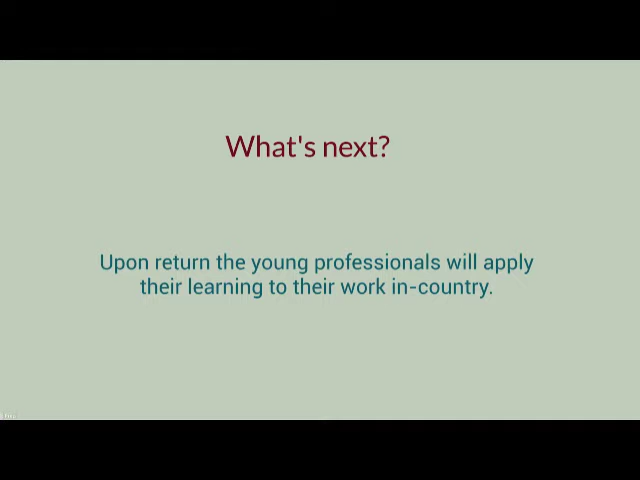 What's next?
Upon return the young professionals will apply
their learning to their work in-country.